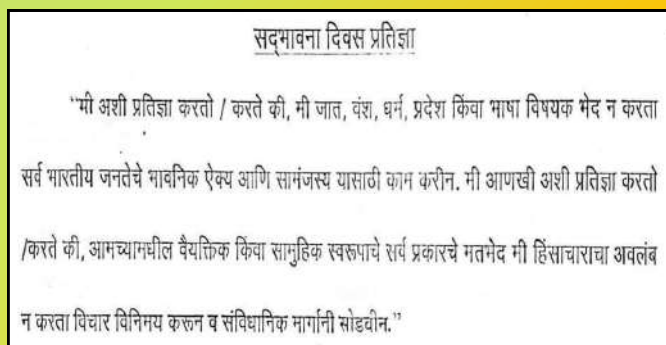 सद्‌भावना दिवस प्रतिज्ञा
"मी अशी प्रतिज्ञा करतो / करते की, मी जात, वंश, धर्म, प्रदेश किंवा भाषा विषयक भेद न करता
सर्व भारतीय जनतेचे भावनिक ऐक्य आणि सामंजस्य यासाठी काम करीन. मी आणखी अशी प्रतिज्ञा करतो
/करते की, आमच्यामधील वैयक्तिक किंवा सामुहिक स्वरूपाचे सर्व प्रकारचे मतभेद मी हिंसाचाराचा अवलंब
न करता विचार विनिमय करून व संविधानिक मार्गानी सोडवीन."